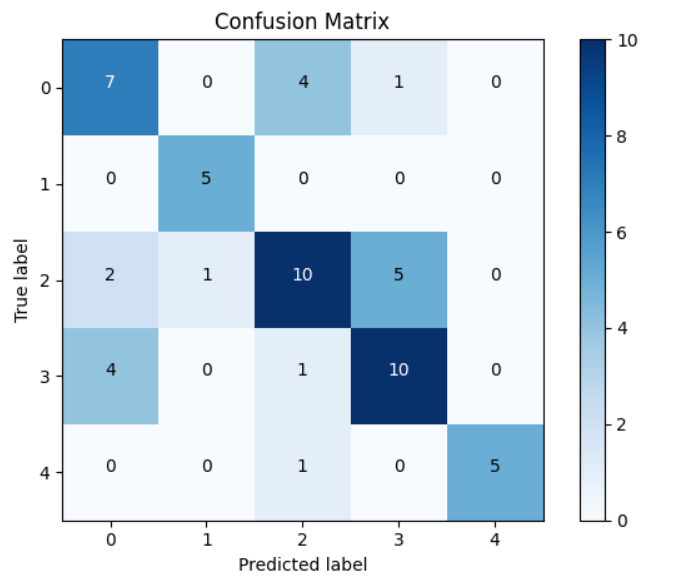 Confusion Matrix
True label
0 7 0 4 1 0
1 0 5 0 0 0
2 2 1 10 5 0
3 4 0 1 10 0
4 0 0 1 0 5
0 1 2 3 4
Predicted label
10
8
6
4
2
0